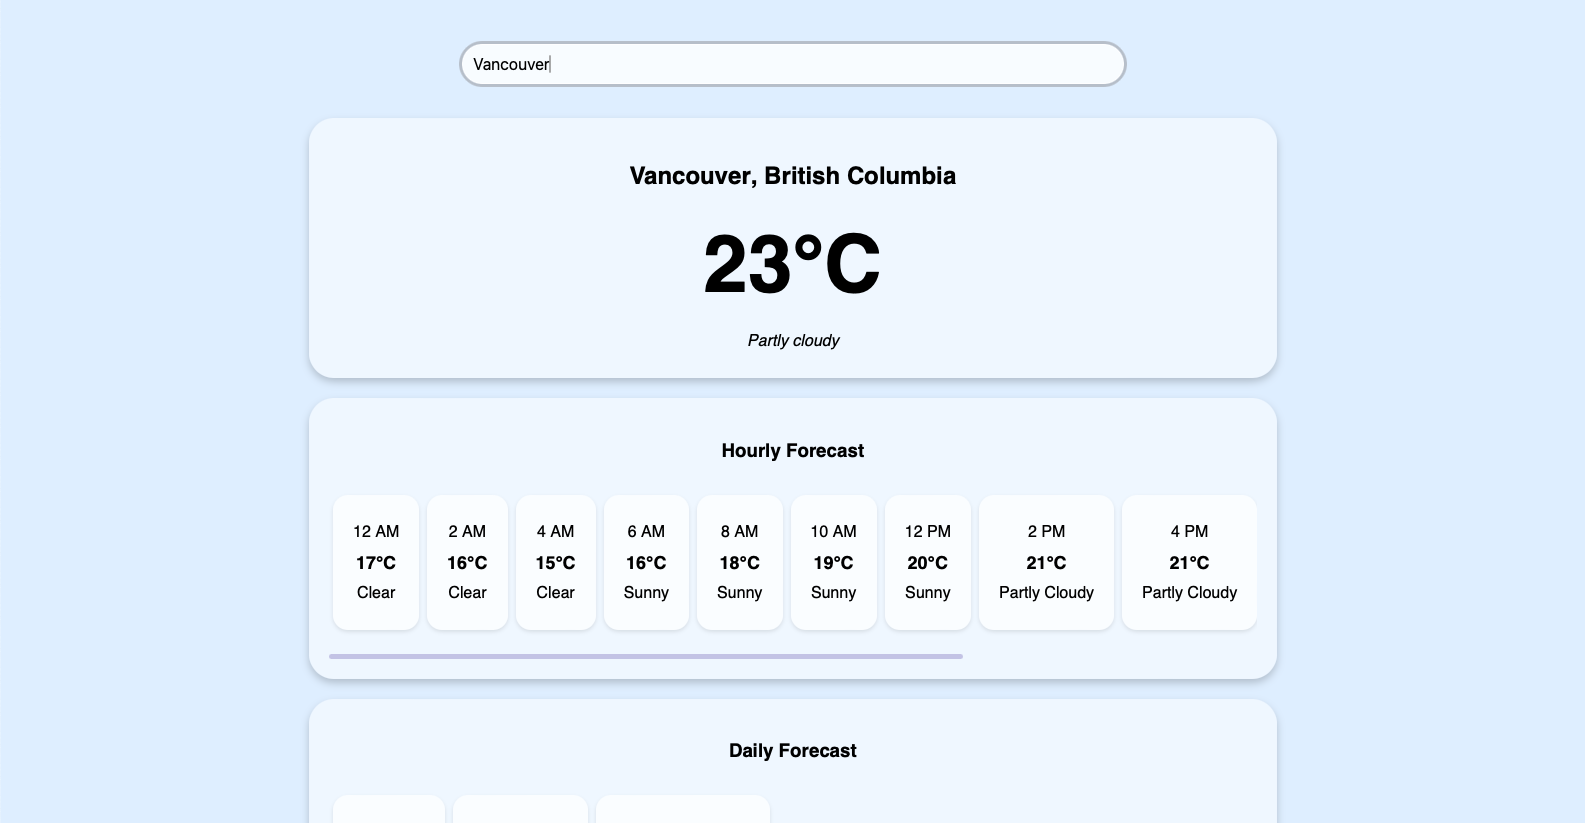 Vancouver
Vancouver, British Columbia
23°C
Partly cloudy
Hourly Forecast
12 AM 2 AM 4 AM 6 AM 8 AM 10 AM 12 PM 2 PM 4 PM
17°C 16°C 15°C 16°C 18°C 19°C 20°C 21°C 21°C
Clear Clear Clear Sunny Sunny Sunny Sunny Partly Cloudy Partly Cloudy
Daily Forecast